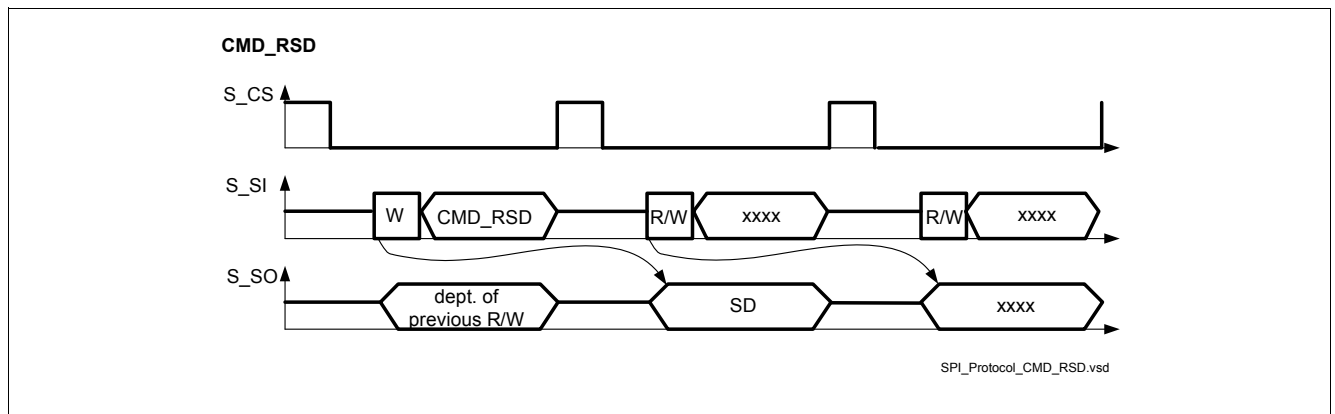 CMD_RSD
S_CS
S_SI
W
CMD_RSD
R/W
xxxx
R/W
xxxx
S_SO
dept. of
previous R/W
SD
xxxx
SPI_Protocol_CMD_RSD.vsd